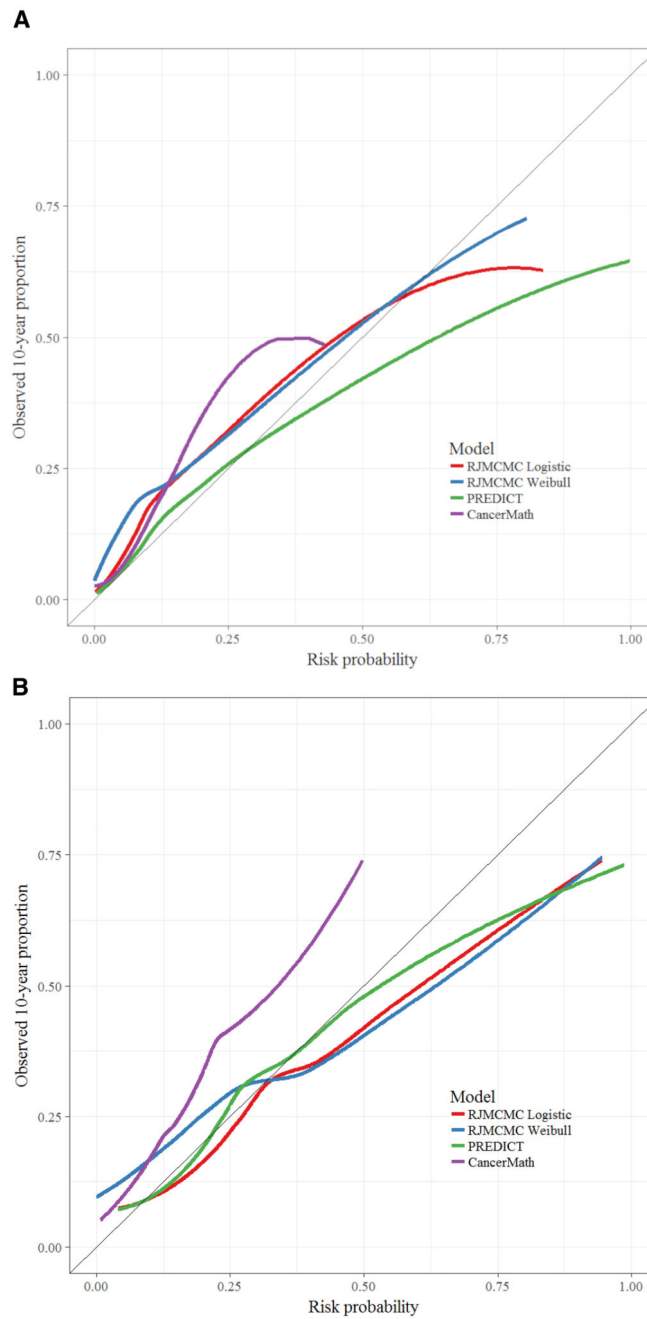 A
1.00
0.75
0.50
0.25
0.00
Observed 10-year proportion
Model
RJMCMC Logistic
RJMCMC Weibull
PREDICT
CancerMath
0.00 0.25 0.50 0.75 1.00
Risk probability
B
1.00
0.75
0.50
0.25
0.00
Observed 10-year proportion
Model
RJMCMC Logistic
RJMCMC Weibull
PREDICT
CancerMath
0.00 0.25 0.50 0.75 1.00
Risk probability